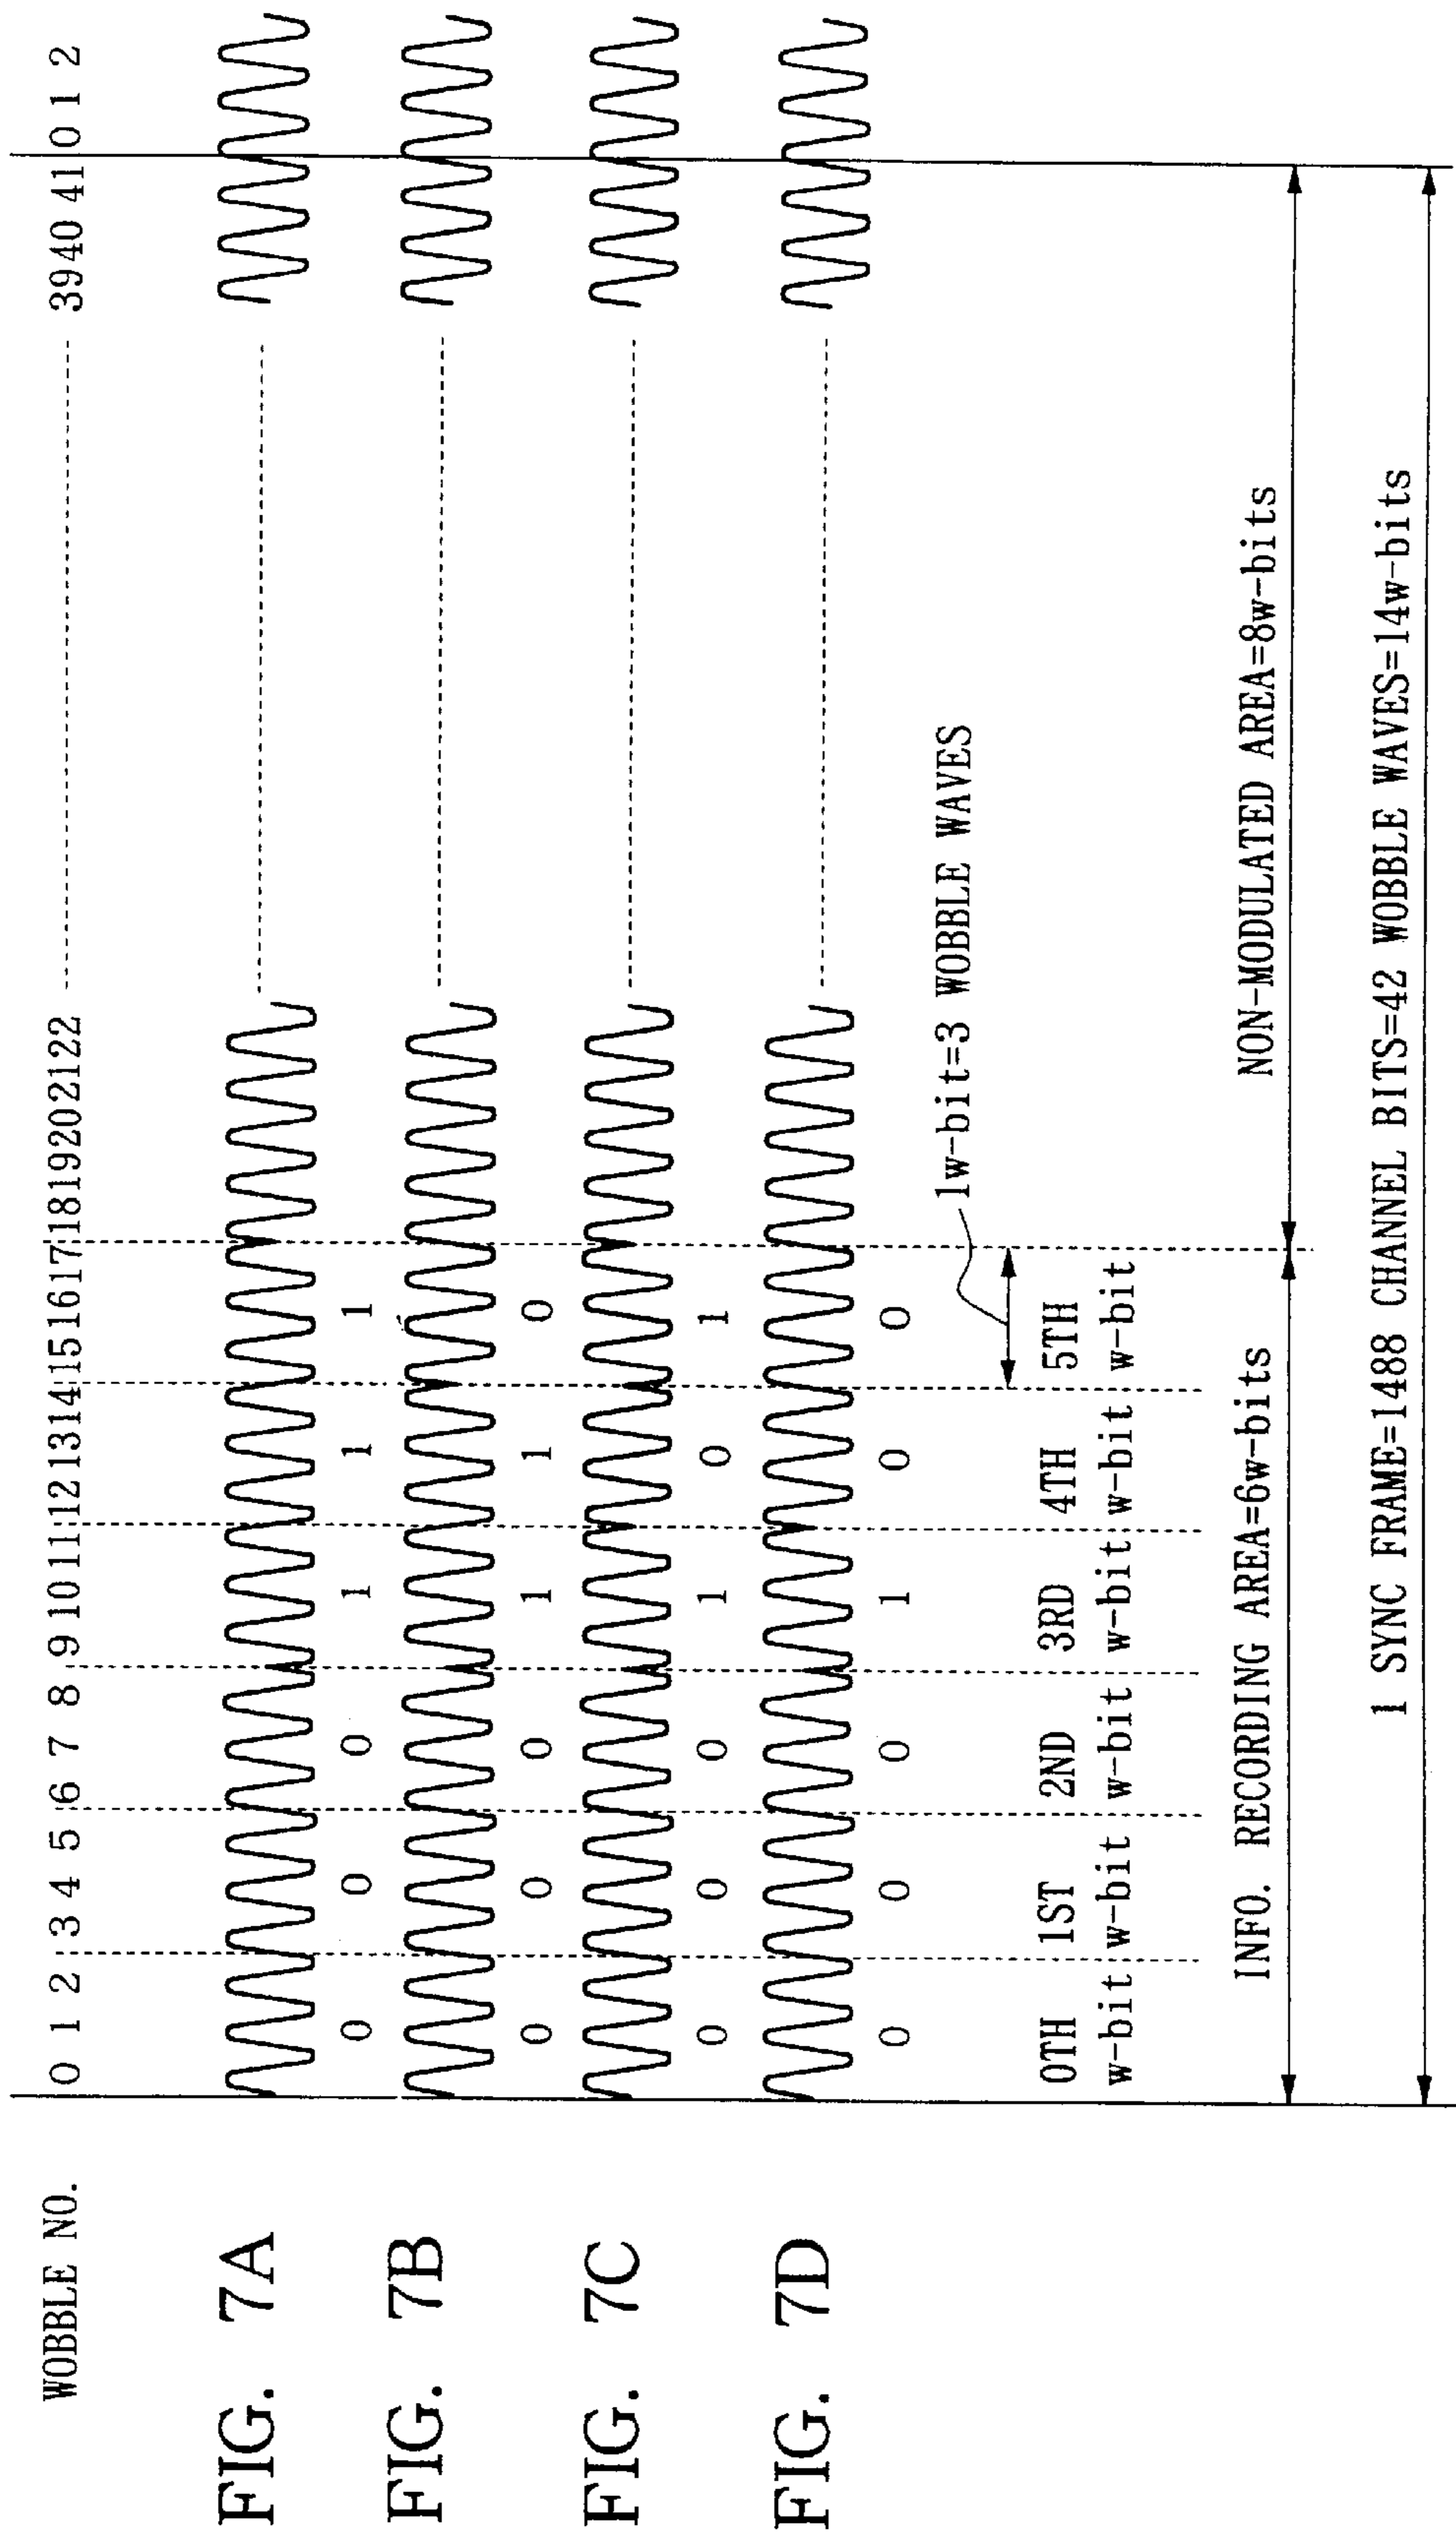 WOBBLE NO. 0 1 2 3 4 5 6 7 8 9 10 11 12 13 14 15 16 17 18 19 20 21 22 39 40 41 0 1 2
FIG. 7A
0 0 0 1 1 1
FIG. 7B
0 0 0 1 1 0
FIG. 7C
0 0 0 1 0 1
FIG. 7D
0 0 0 1 0 0
1w-bit=3 WOBBLE WAVES
0TH 1ST 2ND 3RD 4TH 5TH
w-bit w-bit w-bit w-bit w-bit w-bit
INFO. RECORDING AREA=6w-bits NON-MODULATED AREA=8w-bits
1 SYNC FRAME=1488 CHANNEL BITS=42 WOBBLE WAVES=14w-bits